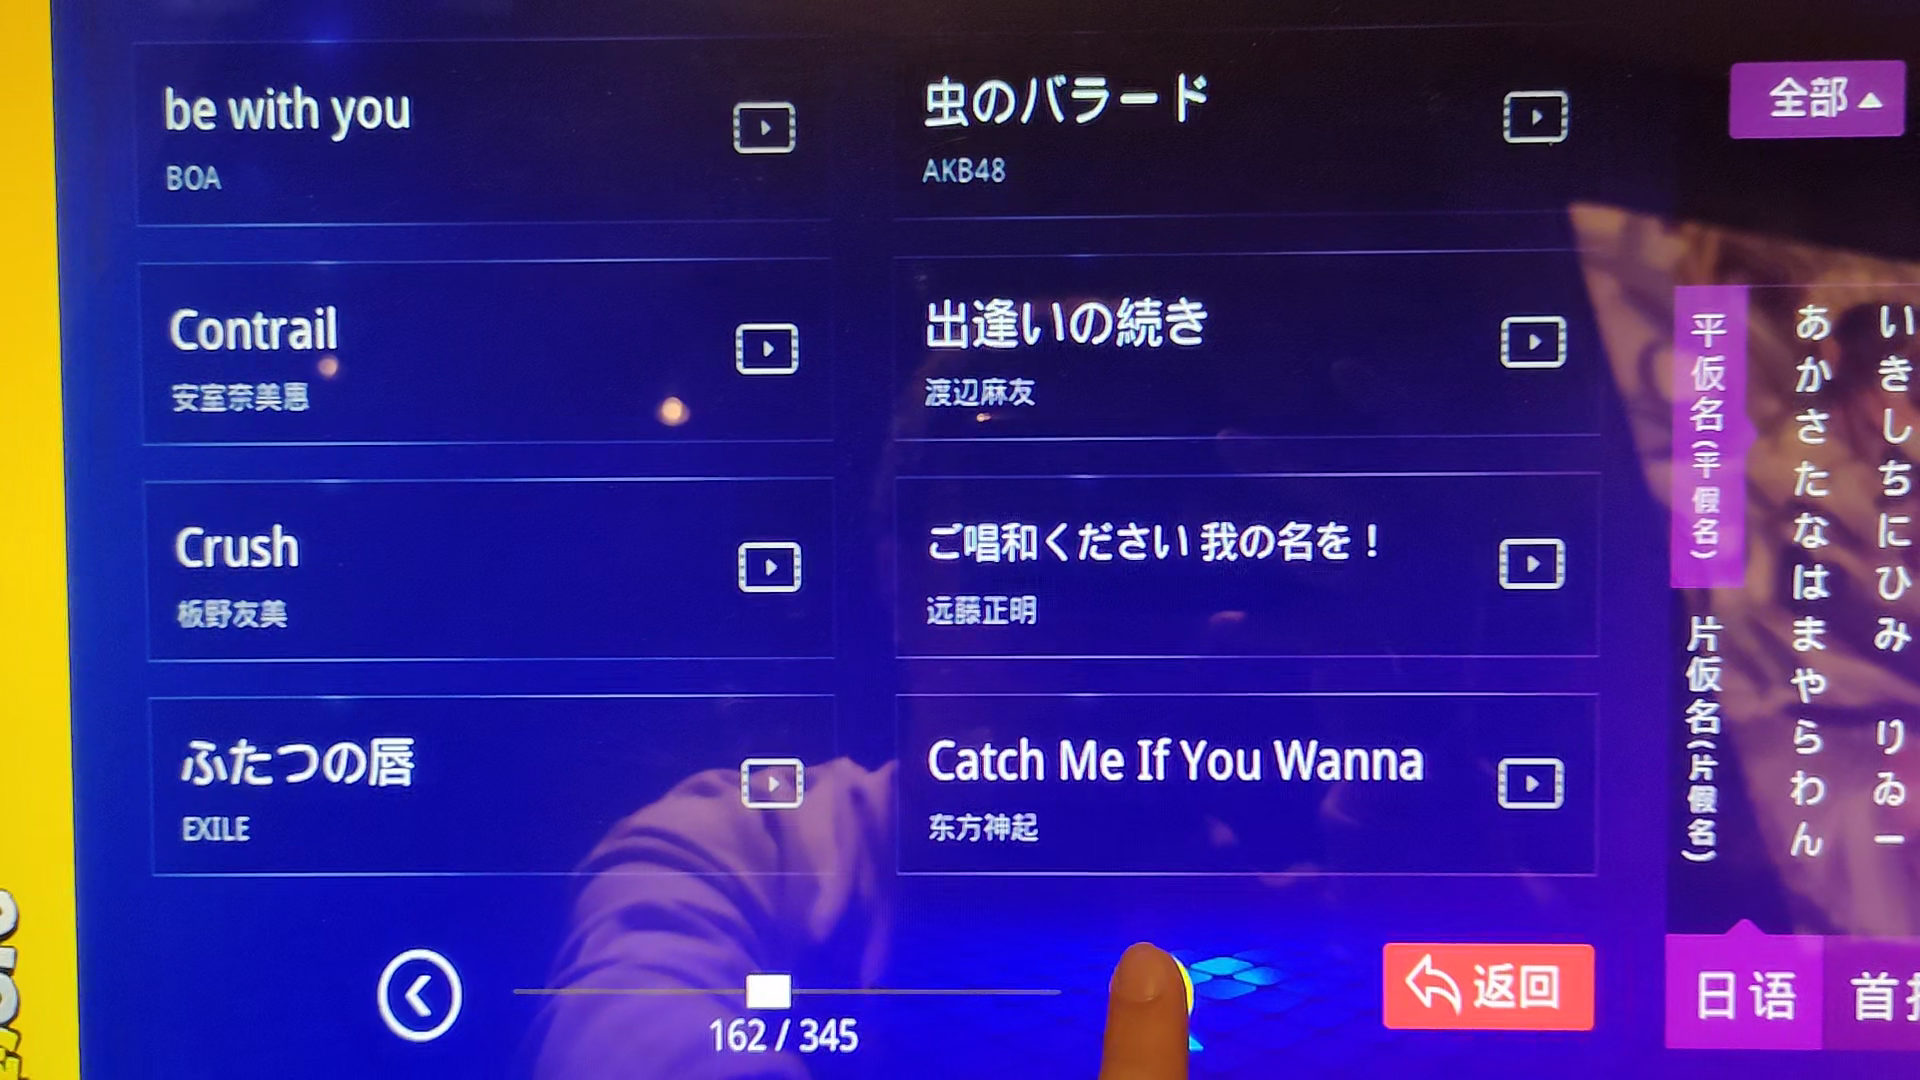 be with you
BOA
虫のバラード
AKB48
Contrail
安室奈美恵
出逢いの続き
渡辺麻友
Crush
板野友美
ご唱和ください 我の名を！
远藤正明
ふたつの唇
EXILE
Catch Me If You Wanna
东方神起
162 / 345
返回
全部
平仮名(平假名)
片仮名(片假名)
あかさたなはまやらわん
いきしちにひみ りゐー
日语
首